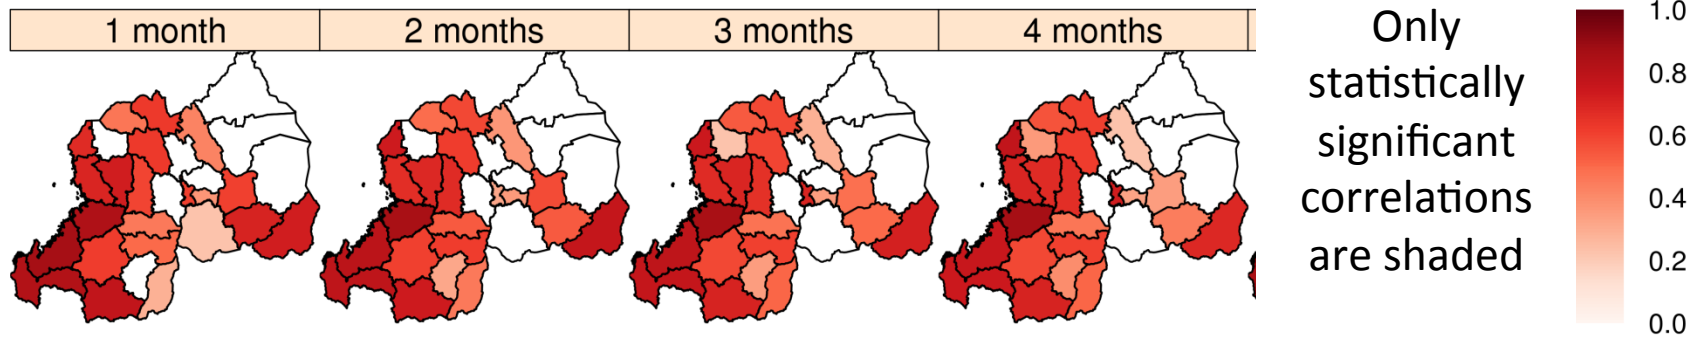 1 month
2 months
3 months
4 months
Only
statistically
significant
correlations
are shaded
1.0
0.8
0.6
0.4
0.2
0.0